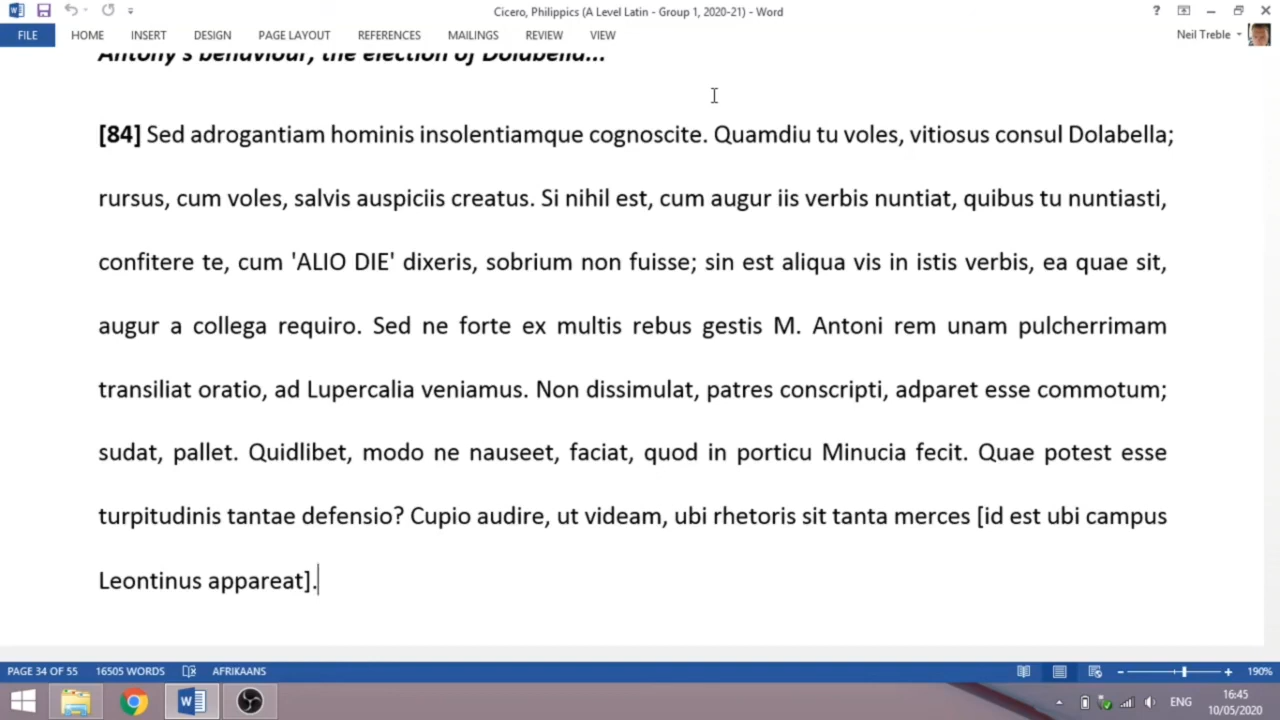 Cicero, Philippics (A Level Latin - Group 1, 2020-21) - Word
FILE HOME INSERT DESIGN PAGE LAYOUT REFERENCES MAILINGS REVIEW VIEW Neil Treble
Antony's behaviour, the election of Dolabella...
[84] Sed adrogantiam hominis insolentiamque cognoscite. Quamdiu tu voles, vitiosus consul Dolabella;
rursus, cum voles, salvis auspiciis creatus. Si nihil est, cum augur iis verbis nuntiat, quibus tu nuntiasti,
confitere te, cum 'ALIO DIE' dixeris, sobrium non fuisse; sin est aliqua vis in istis verbis, ea quae sit,
augur a collega requiro. Sed ne forte ex multis rebus gestis M. Antoni rem unam pulcherrimam
transiliat oratio, ad Lupercalia veniamus. Non dissimulat, patres conscripti, adparet esse commotum;
sudat, pallet. Quidlibet, modo ne nauseet, faciat, quod in porticu Minucia fecit. Quae potest esse
turpitudinis tantae defensio? Cupio audire, ut videam, ubi rhetoris sit tanta merces [id est ubi campus
Leontinus appareat].
PAGE 34 OF 55 16505 WORDS AFRIKAANS 190%
ENG 16:45
10/05/2020